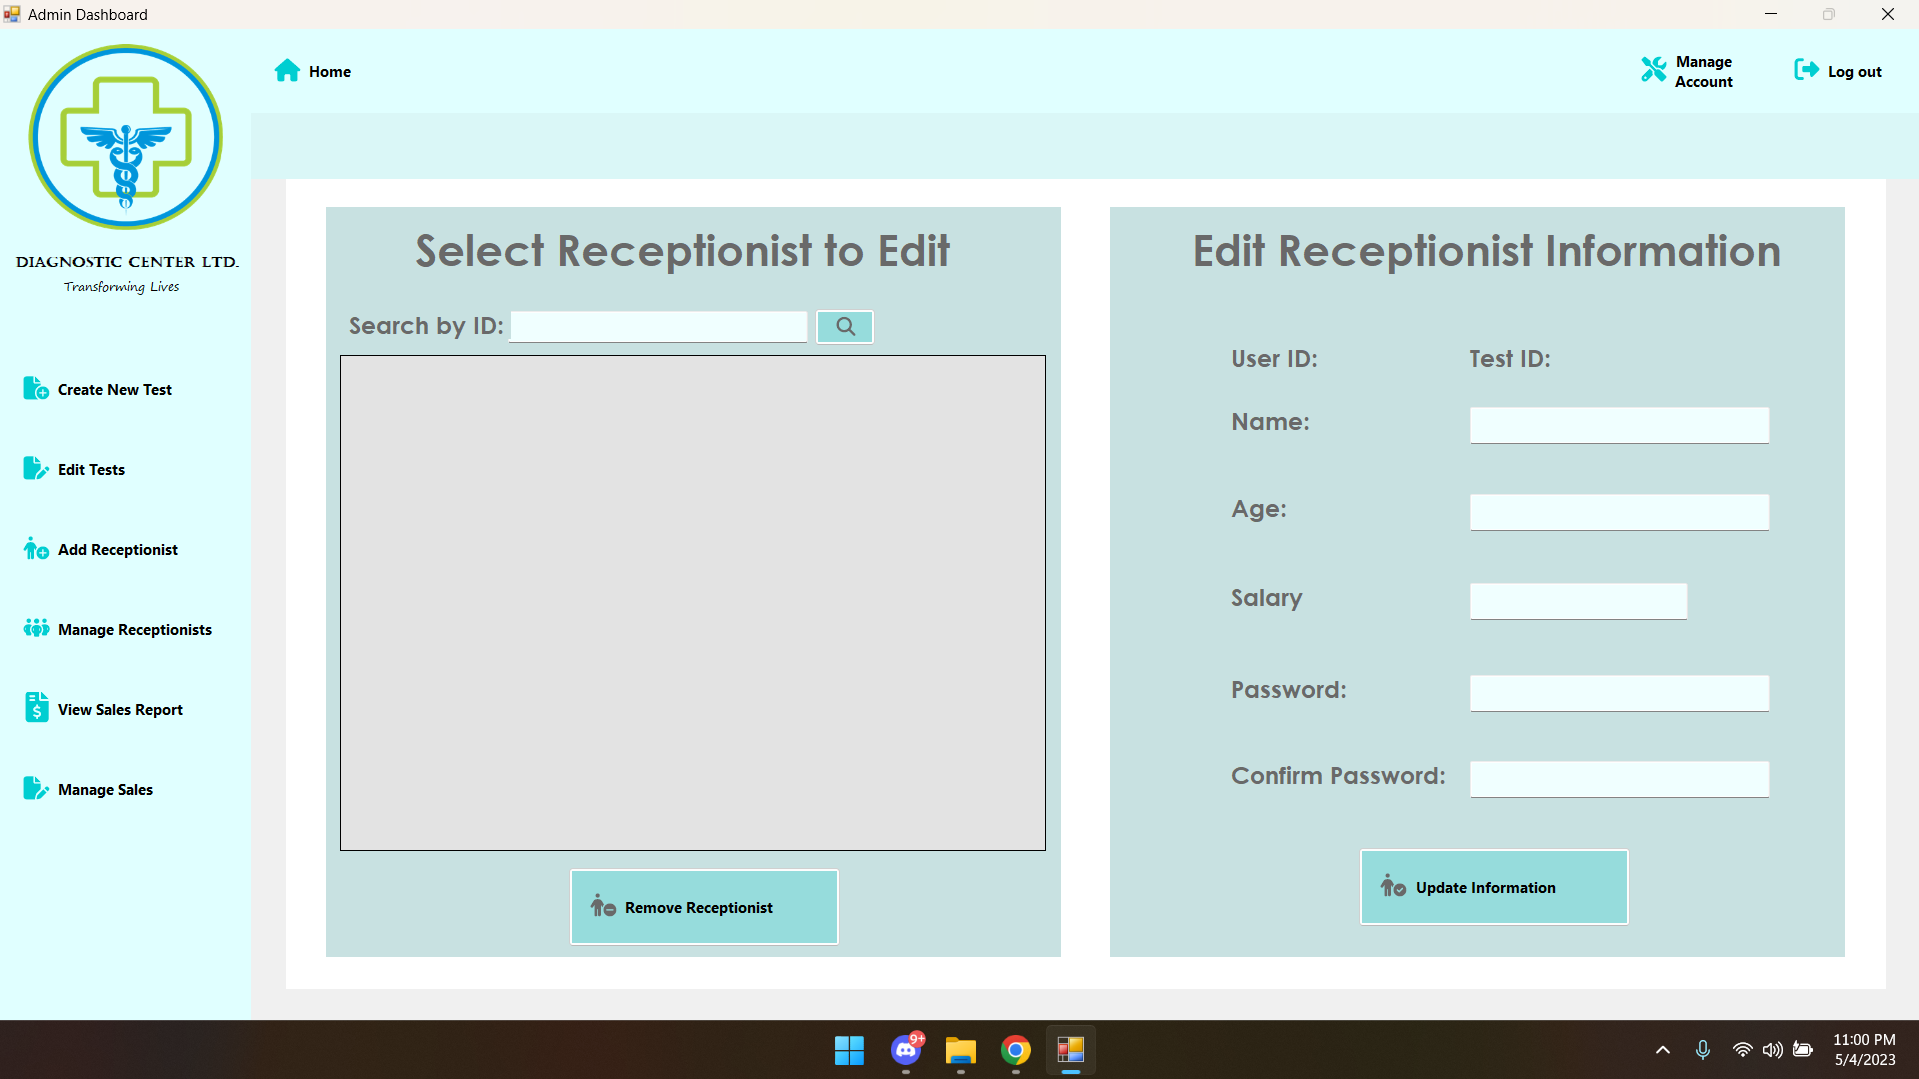 Admin Dashboard
Home
Manage
Account
Log out
DIAGNOSTIC CENTER LTD.
Transforming Lives
Create New Test
Edit Tests
Add Receptionist
Manage Receptionists
View Sales Report
Manage Sales
Select Receptionist to Edit
Search by ID:
Remove Receptionist
Edit Receptionist Information
User ID: Test ID:
Name:
Age:
Salary
Password:
Confirm Password:
Update Information
9+
11:00 PM
5/4/2023